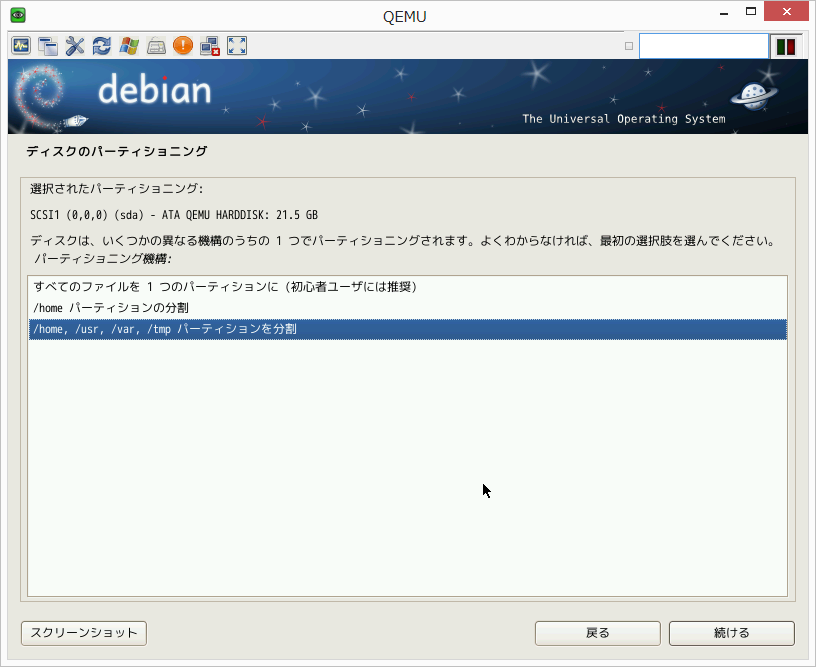 QEMU
debian
The Universal Operating System
ディスクのパーティショニング
選択されたパーティショニング:
SCSI1 (0,0,0) (sda) - ATA QEMU HARDDISK: 21.5 GB
ディスクは、いくつかの異なる機構のうちの 1 つでパーティショニングされます。よくわからなければ、最初の選択肢を選んでください。
パーティショニング機構:
すべてのファイルを 1 つのパーティションに (初心者ユーザには推奨)
/home パーティションの分割
/home, /usr, /var, /tmp パーティションを分割
スクリーンショット
戻る
続ける